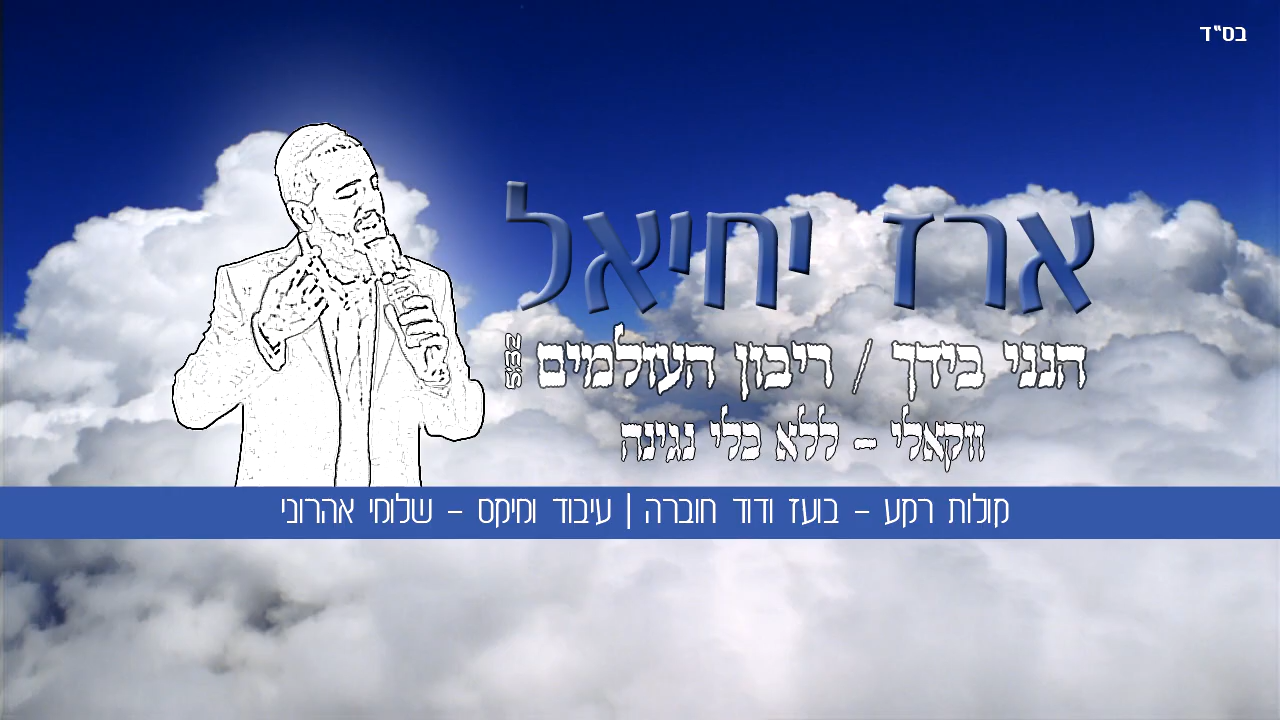 בס"ד
ארז יחיאל
הנני בידך / ריבון העולמים
ווקאלי - ללא כלי נגינה
קולות רקע - בועז ודוד חוברה | עיבוד ומיקס - שלומי אהרוני